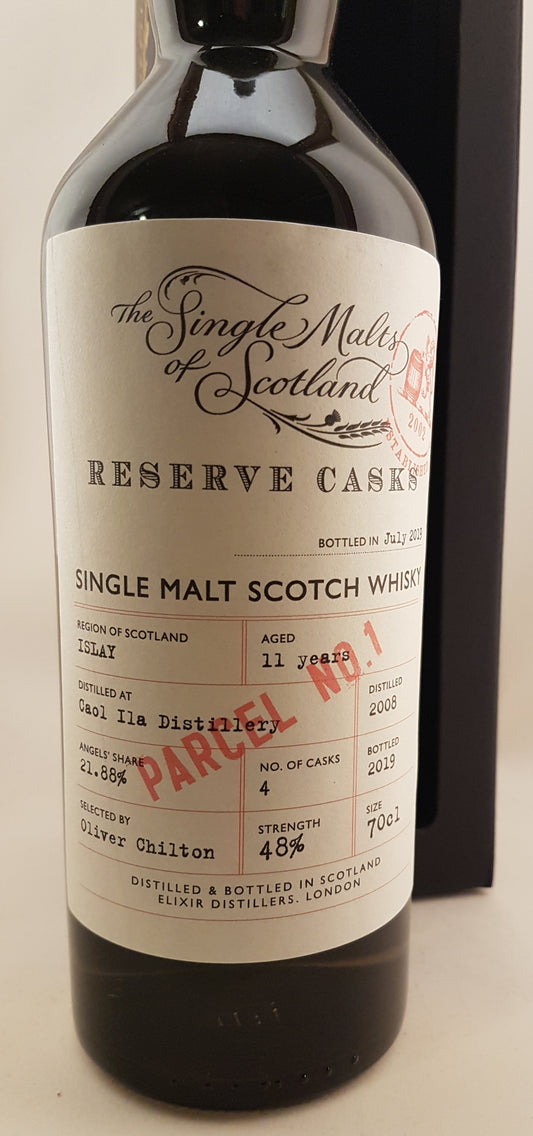 The Single Malts
of Scotland
2002
RESERVE CASKS
BOTTLED IN July 2019
SINGLE MALT SCOTCH WHISKY
REGION OF SCOTLAND
ISLAY
AGED
11 years
PARCEL NO.1
DISTILLED AT
Caol Ila Distillery
DISTILLED
2008
ANGELS' SHARE
21.88%
NO. OF CASKS
4
BOTTLED
2019
SELECTED BY
Oliver Chilton
STRENGTH
48%
SIZE
70cl
DISTILLED & BOTTLED IN SCOTLAND
ELIXIR DISTILLERS. LONDON